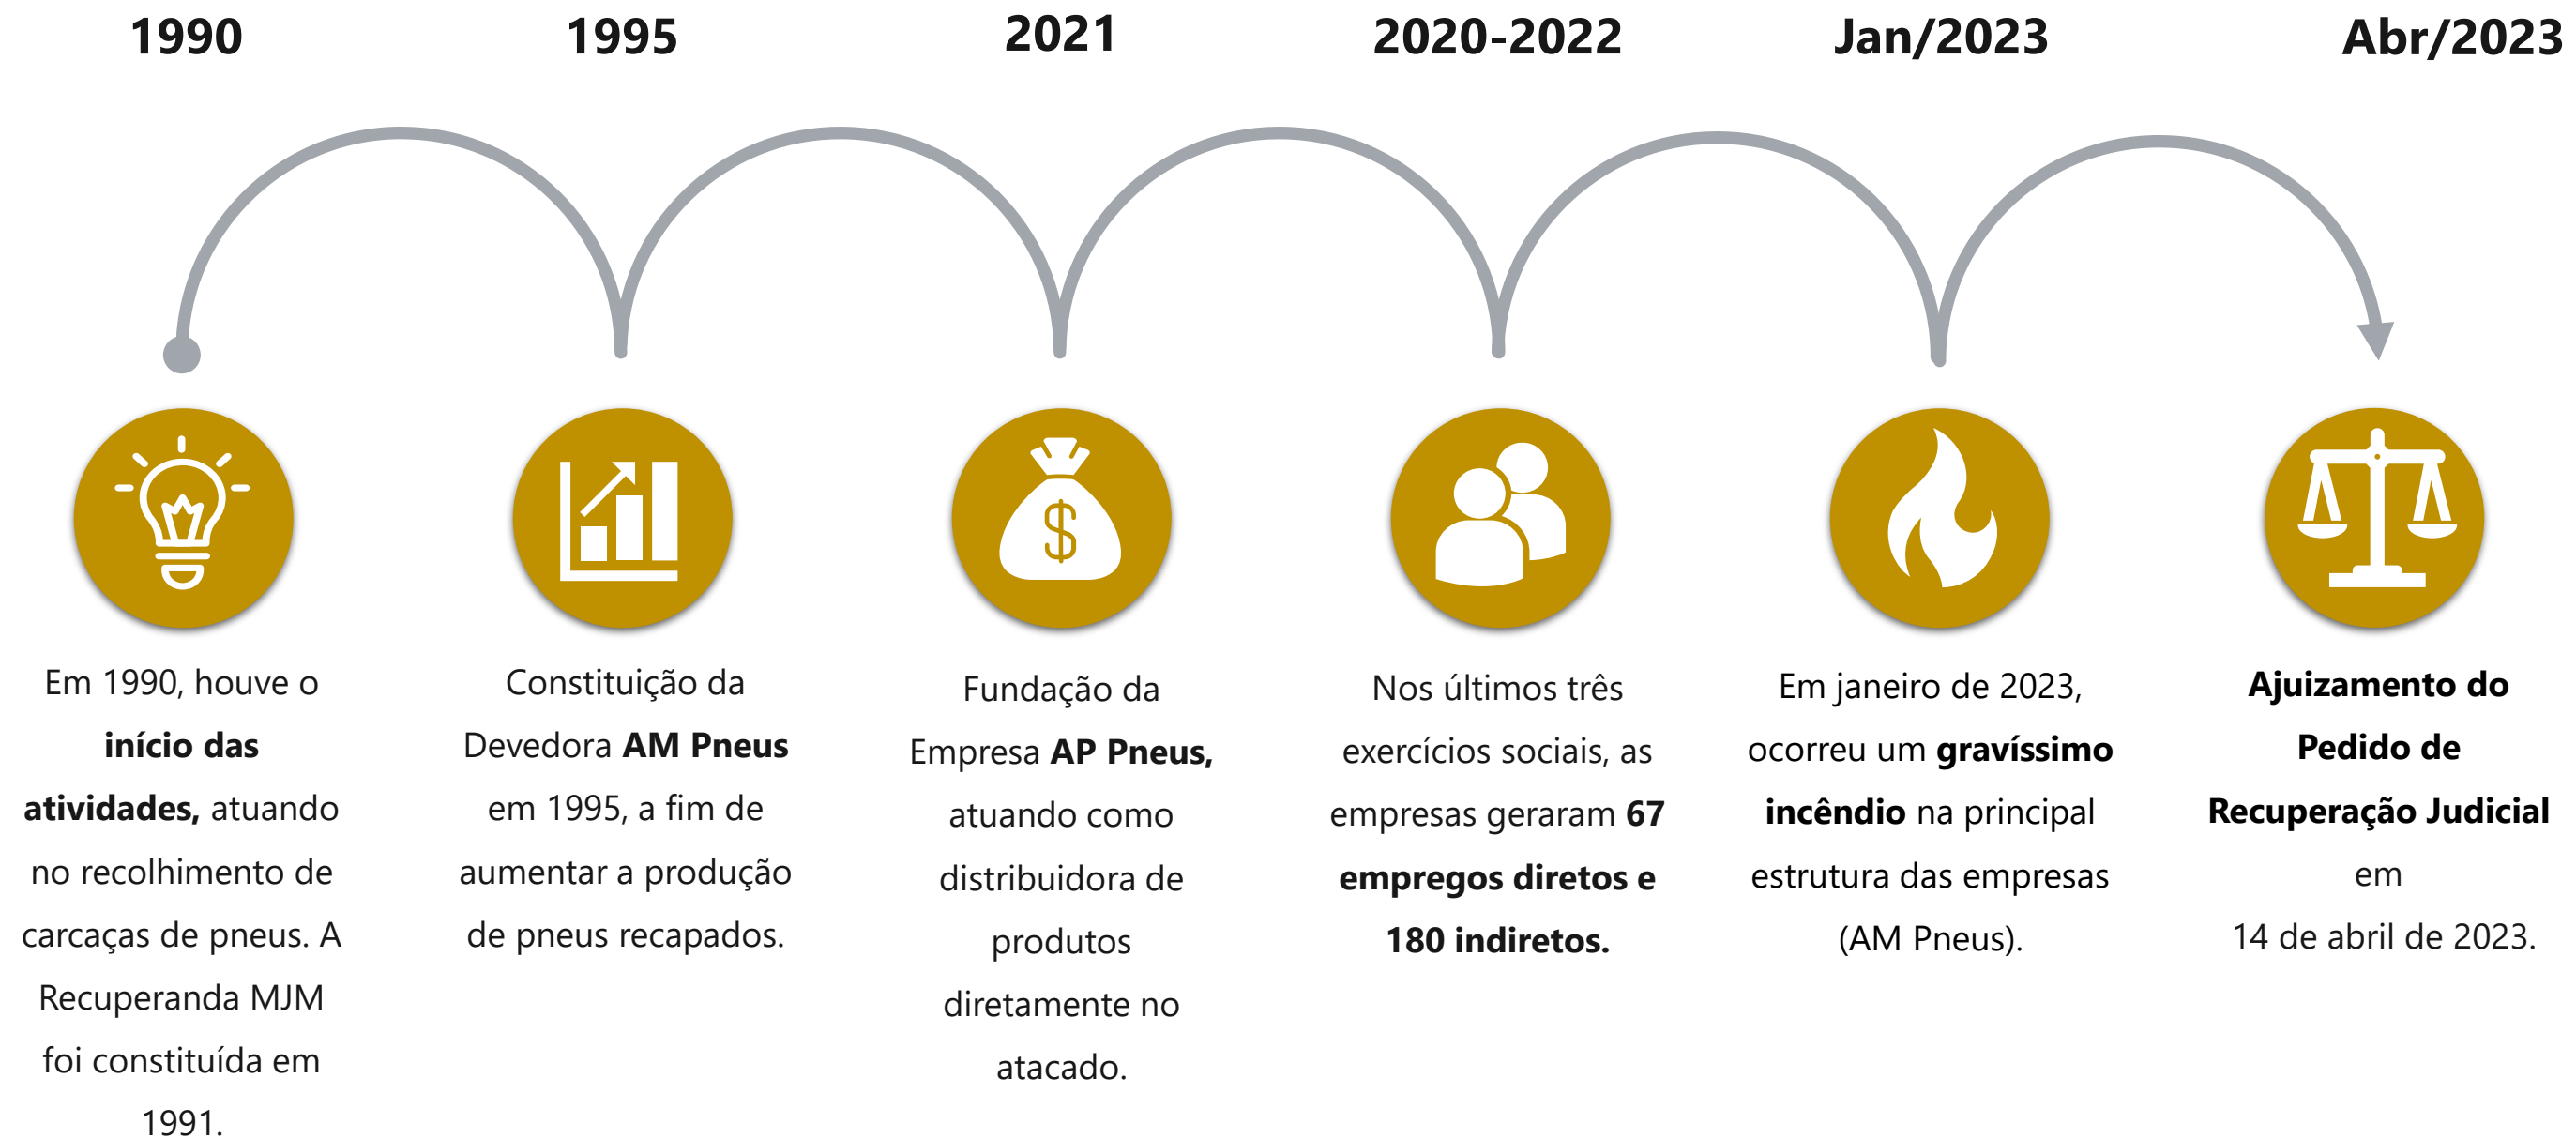 1990
Em 1990, houve o
início das
atividades, atuando
no recolhimento de
carcaças de pneus. A
Recuperanda MJM
foi constituída em
1991.
1995
Constituição da
Devedora AM Pneus
em 1995, a fim de
aumentar a produção
de pneus recapados.
2021
$
Fundação da
Empresa AP Pneus,
atuando como
distribuidora de
produtos
diretamente no
atacado.
2020-2022
Nos últimos três
exercícios sociais, as
empresas geraram 67
empregos diretos e
180 indiretos.
Jan/2023
Em janeiro de 2023,
ocorreu um gravíssimo
incêndio na principal
estrutura das empresas
(AM Pneus).
Abr/2023
Ajuizamento do
Pedido de
Recuperação Judicial
em
14 de abril de 2023.